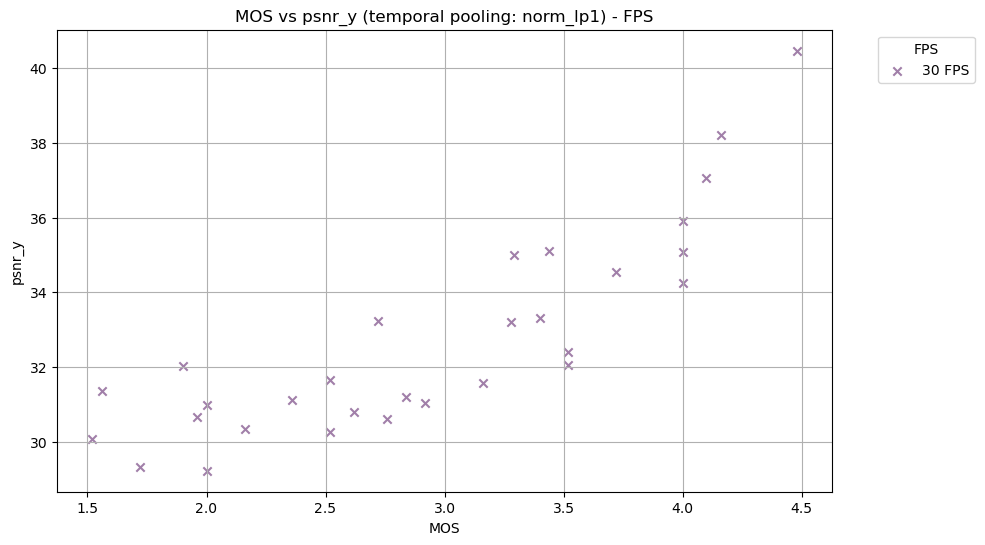 MOS vs psnr_y (temporal pooling: norm_lp1) - FPS
FPS
30 FPS
psnr_y
40
38
36
34
32
30
1.5 2.0 2.5 3.0 3.5 4.0 4.5
MOS